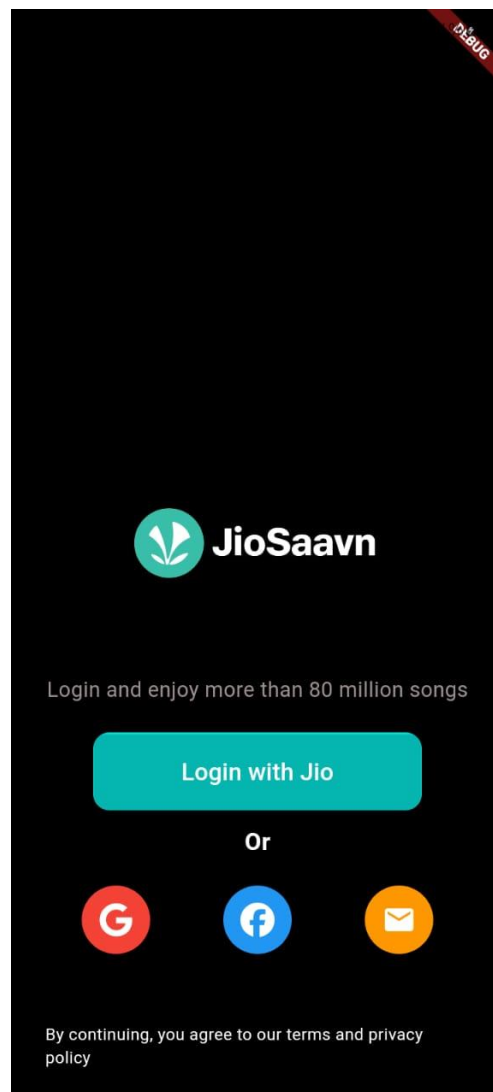 DEBUG
JioSaavn
Login and enjoy more than 80 million songs
Login with Jio
Or
G
By continuing, you agree to our terms and privacy
policy